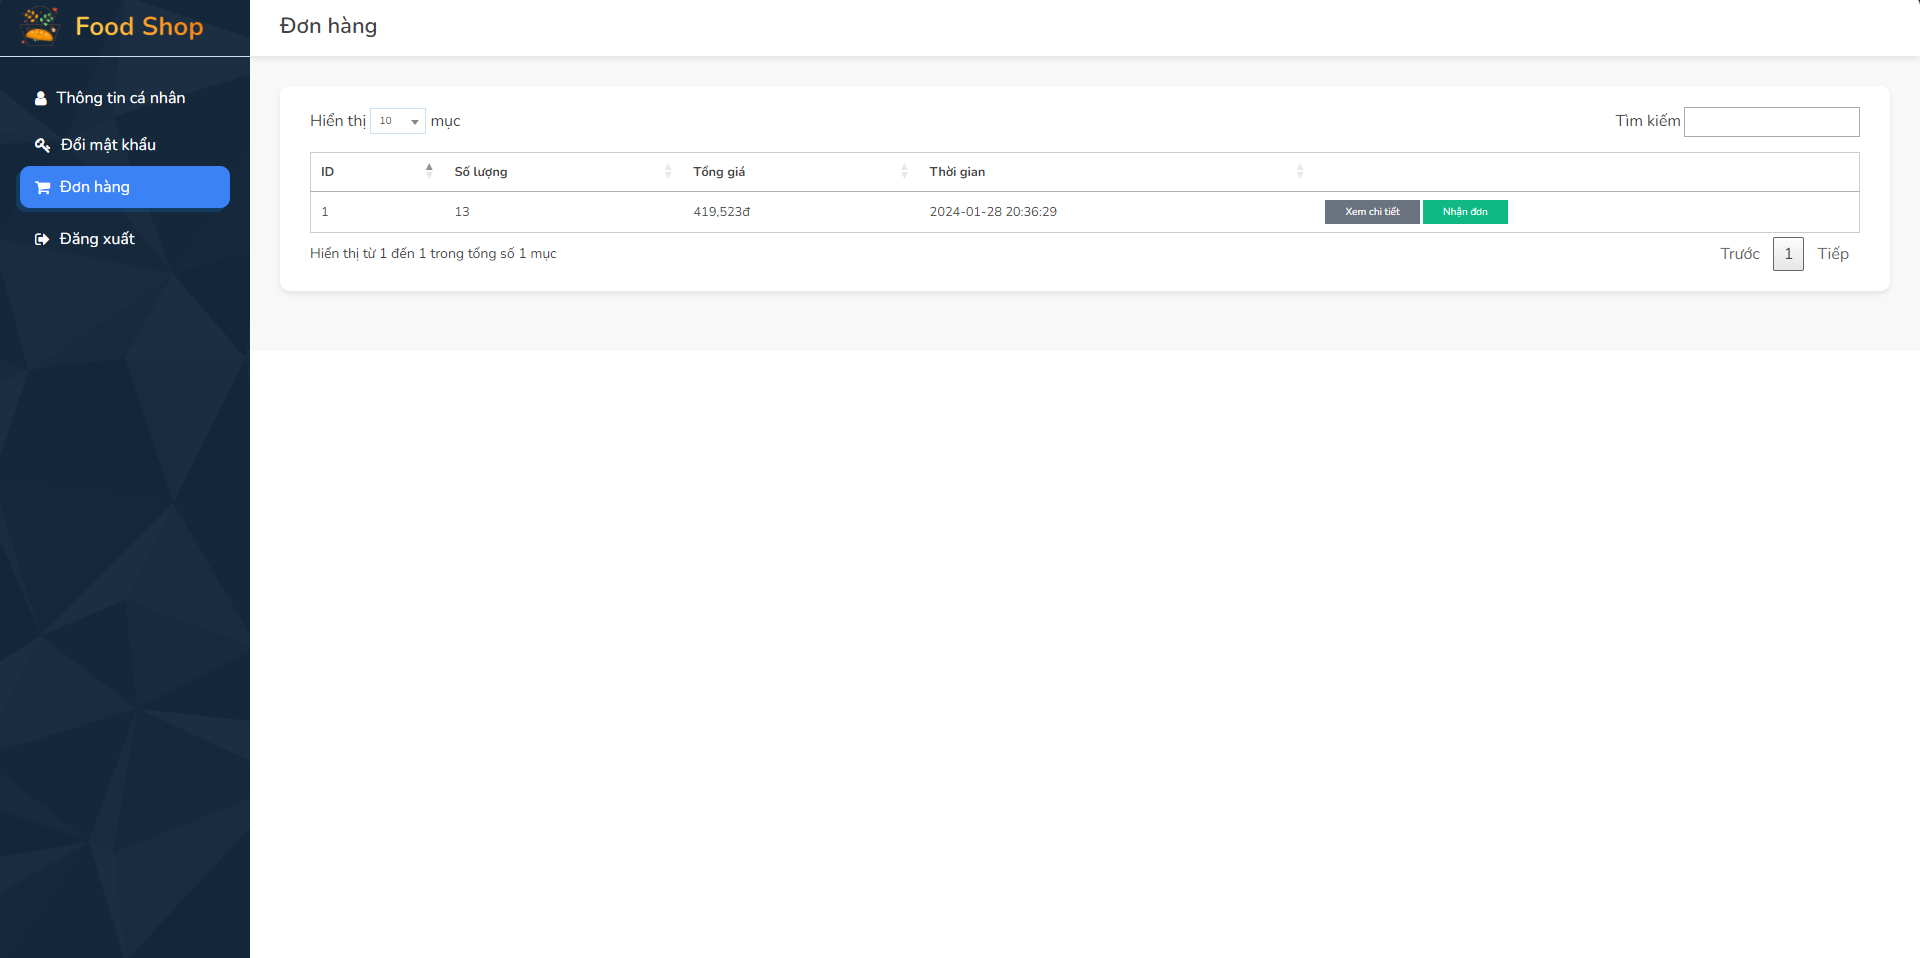 Food Shop
Đơn hàng
Thông tin cá nhân
Đổi mật khẩu
Đơn hàng
Đăng xuất
Hiển thị 10 mục
Tìm kiếm
ID Số lượng Tổng giá Thời gian
1 13 419,523đ 2024-01-28 20:36:29 Xem chi tiết Nhận đơn
Hiển thị từ 1 đến 1 trong tổng số 1 mục
Trước 1 Tiếp